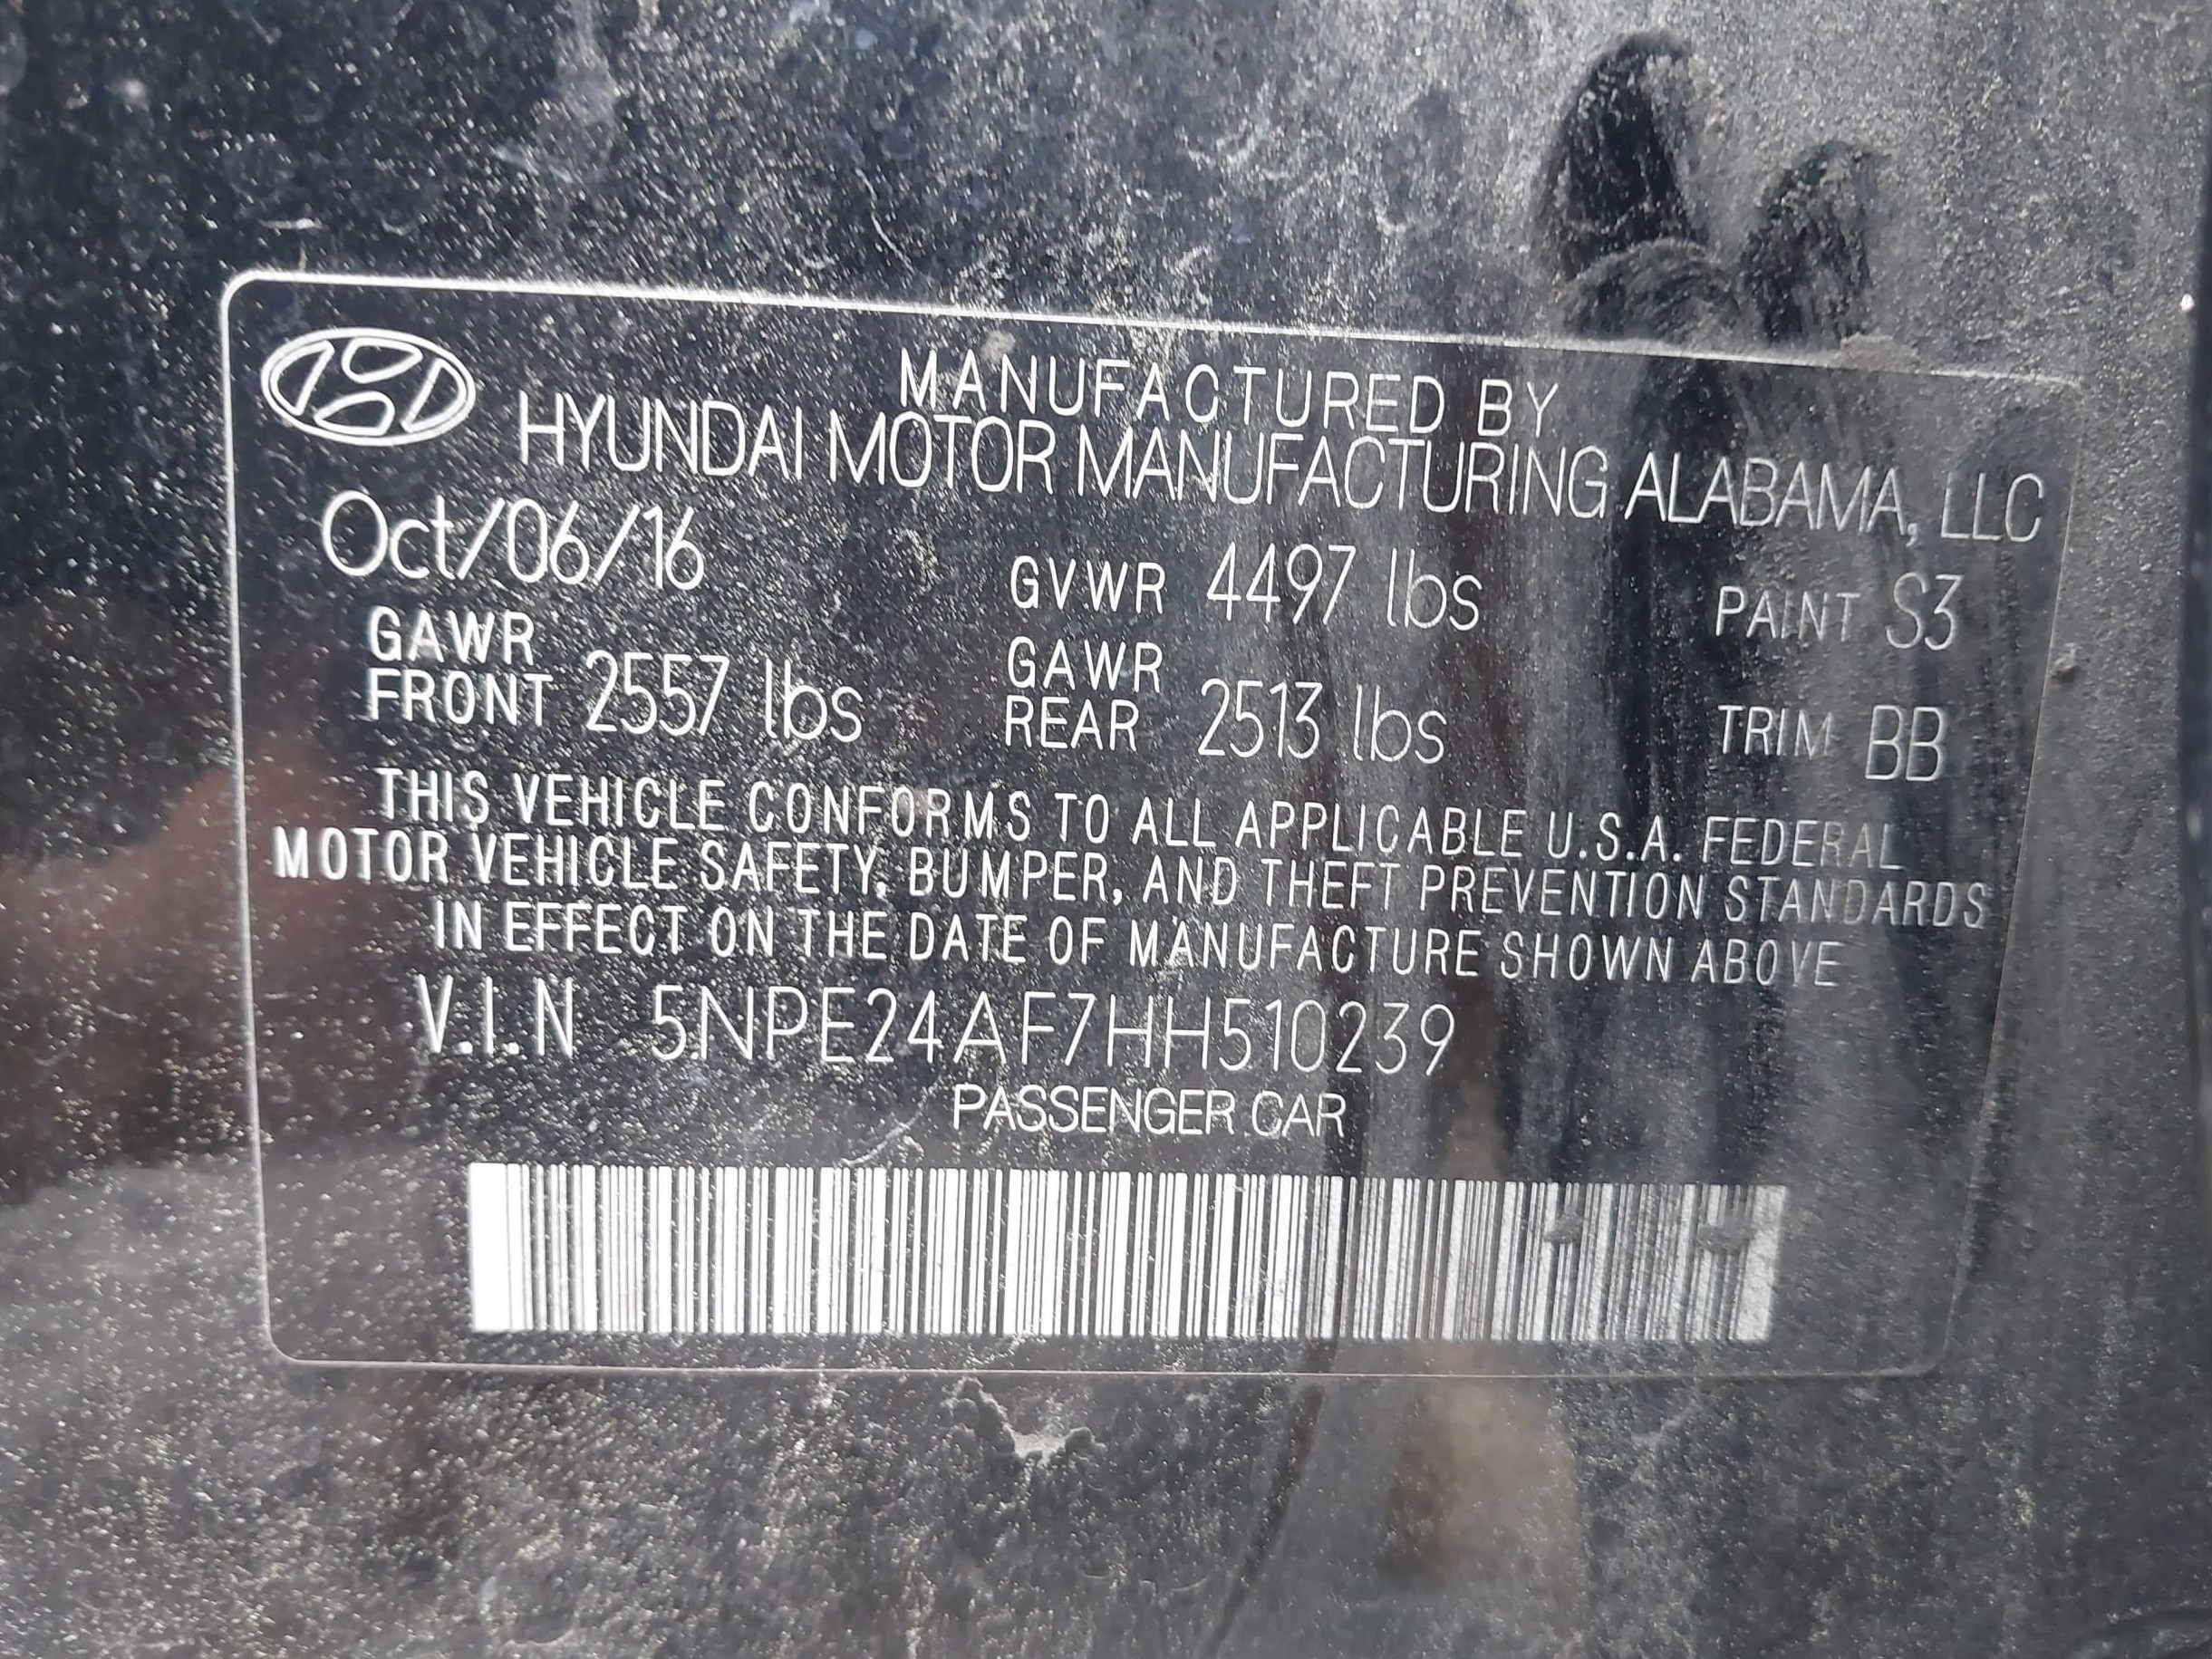 MANUFACTURED BY
HYUNDAI MOTOR MANUFACTURING ALABAMA, LLC
Oct/06/16 GVWR 4497 lbs PAINT S3
GAWR FRONT 2557 lbs GAWR REAR 2513 lbs TRIM BB
THIS VEHICLE CONFORMS TO ALL APPLICABLE U.S.A. FEDERAL
MOTOR VEHICLE SAFETY, BUMPER, AND THEFT PREVENTION STANDARDS
IN EFFECT ON THE DATE OF MANUFACTURE SHOWN ABOVE
V.I.N 5NPE24AF7HH510239
PASSENGER CAR